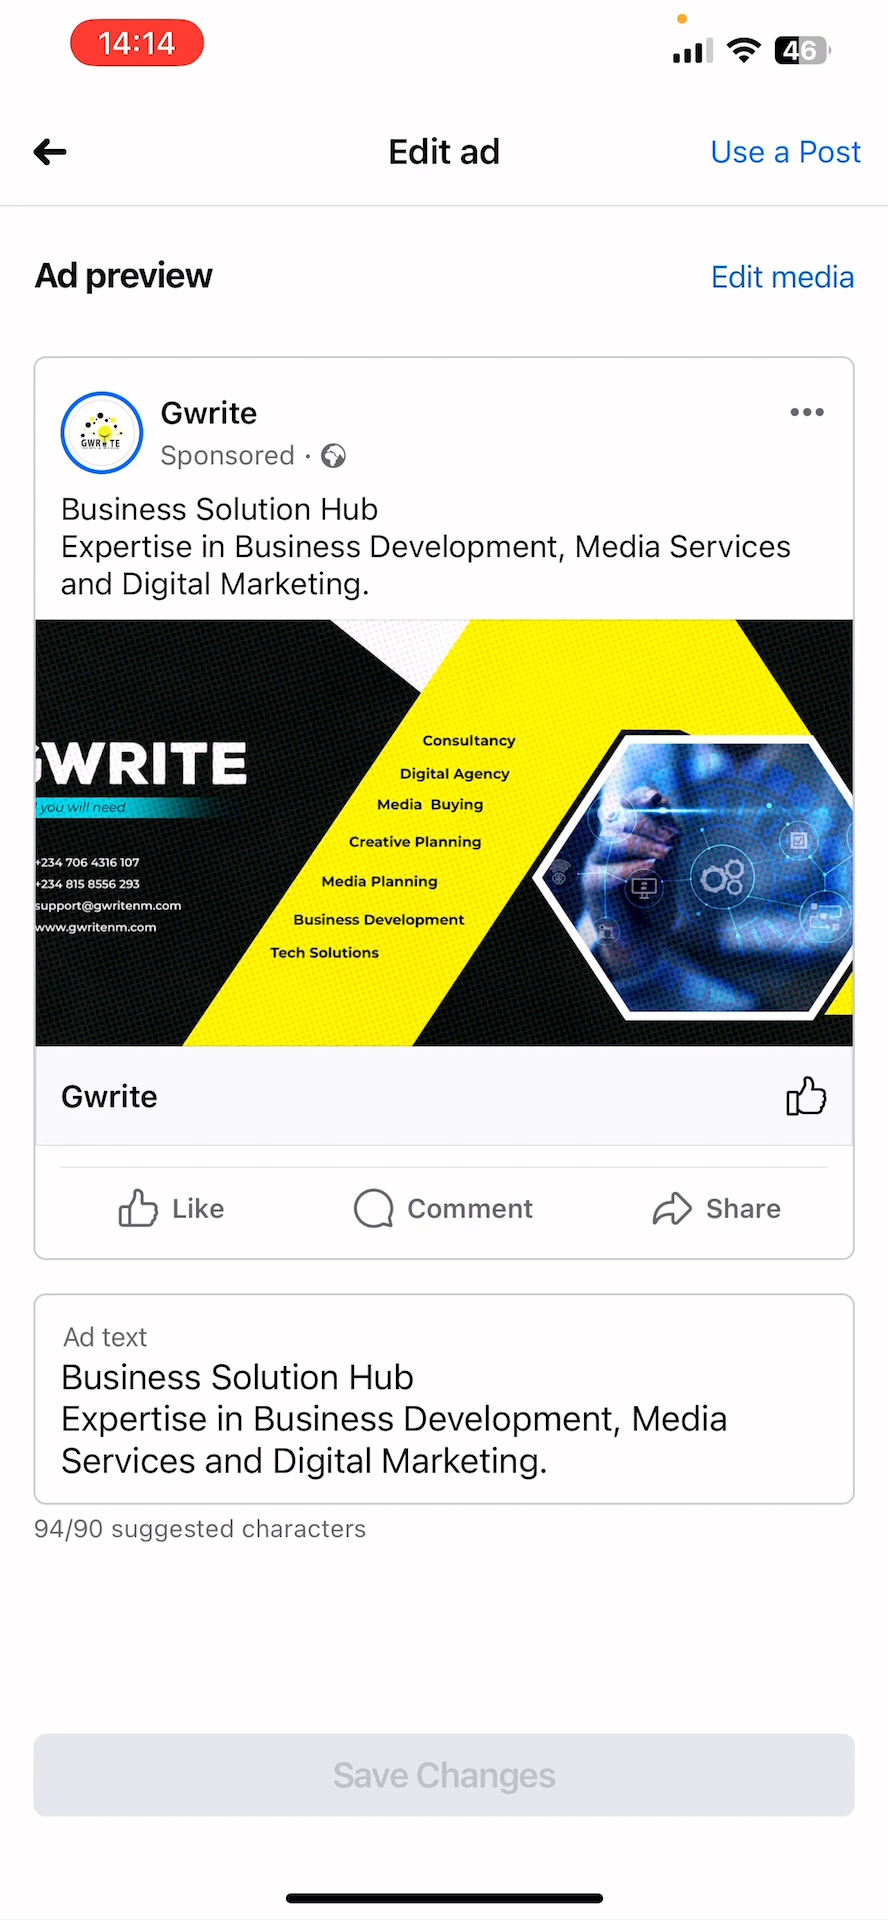 14:14
46
Edit ad
Use a Post
Ad preview
Edit media
GWRITE
Gwrite
Sponsored ·
Business Solution Hub
Expertise in Business Development, Media Services
and Digital Marketing.
GWRITE
you will need
+234 706 4316 107
+234 815 8556 293
support@gwritenm.com
www.gwritenm.com
Consultancy
Digital Agency
Media Buying
Creative Planning
Media Planning
Business Development
Tech Solutions
Gwrite
Like
Comment
Share
Ad text
Business Solution Hub
Expertise in Business Development, Media
Services and Digital Marketing.
94/90 suggested characters
Save Changes